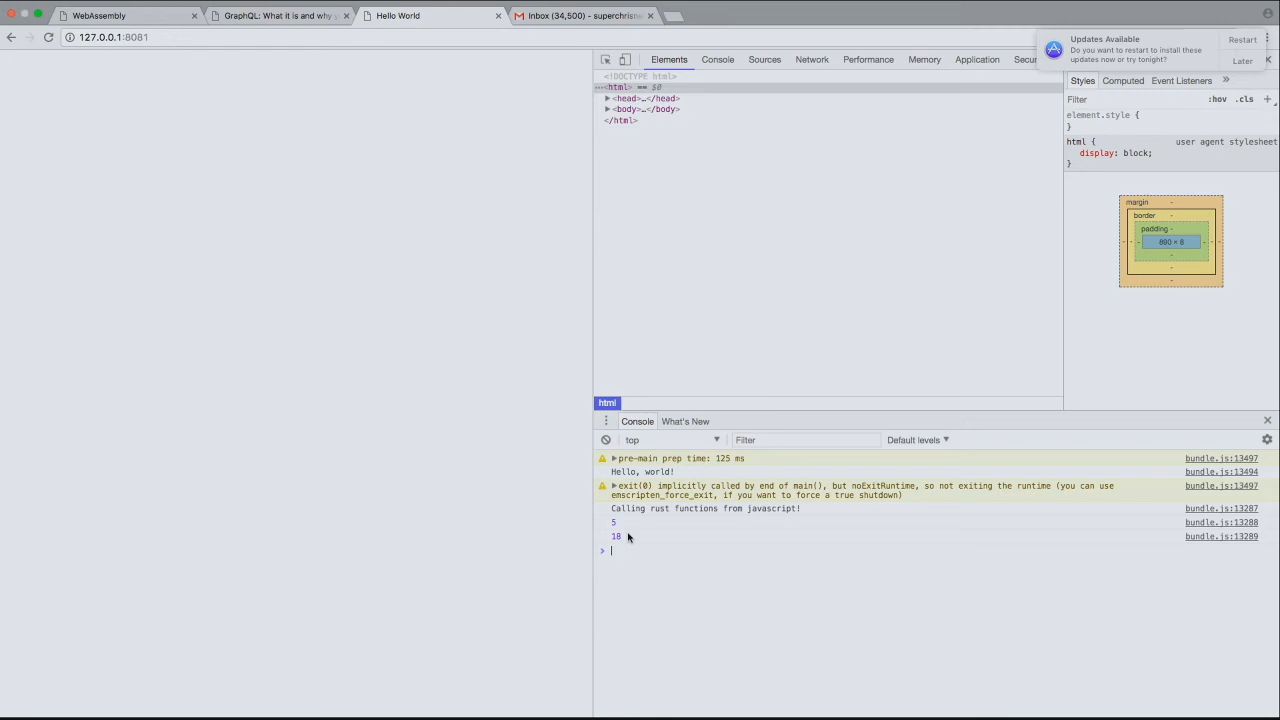 WebAssembly
GraphQL: What it is and why
Hello World
Inbox (34,500) - superchrisne
127.0.0.1:8081
Updates Available
Do you want to restart to install these
updates now or try tonight?
Restart
Later
Elements Console Sources Network Performance Memory Application Secur
<!DOCTYPE html>
…<html> == $0
<head>…</head>
<body>…</body>
</html>
html
Styles Computed Event Listeners »
Filter :hov .cls +
element.style {
}
html { user agent stylesheet
display: block;
}
margin -
border -
padding -
- - - 890 × 8 - - -
-
-
-
Console What's New
top Filter Default levels
pre-main prep time: 125 ms bundle.js:13497
Hello, world! bundle.js:13494
exit(0) implicitly called by end of main(), but noExitRuntime, so not exiting the runtime (you can use bundle.js:13497
emscripten_force_exit, if you want to force a true shutdown)
Calling rust functions from javascript! bundle.js:13287
5 bundle.js:13288
18 bundle.js:13289
>